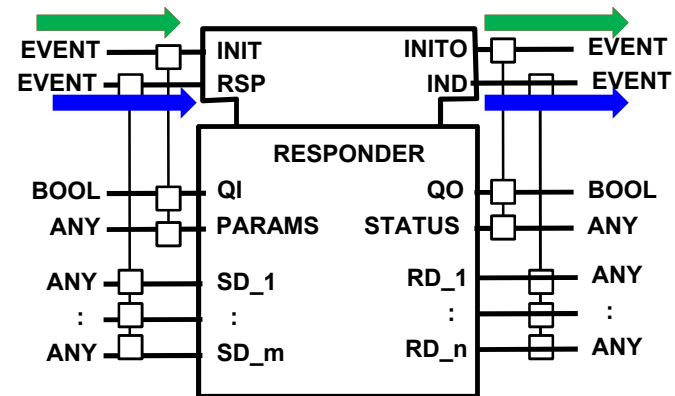 EVENT INIT INITO EVENT
EVENT RSP IND EVENT
RESPONDER
BOOL QI QO BOOL
ANY PARAMS STATUS ANY
ANY SD_1 RD_1 ANY
: : : :
ANY SD_m RD_n ANY